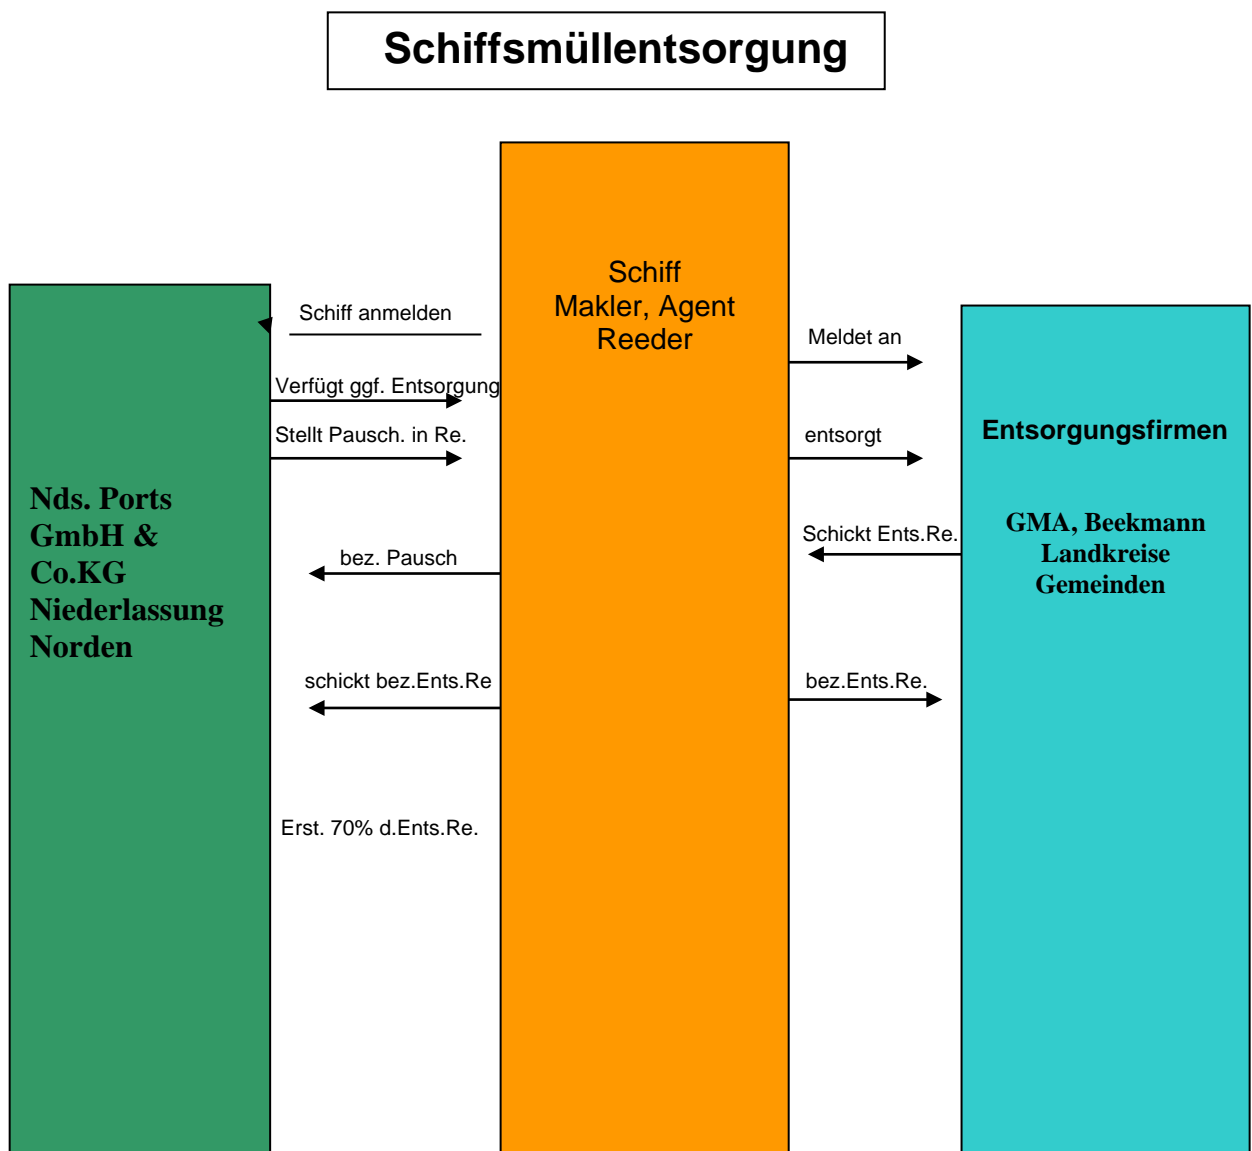 Schiffsmüllentsorgung
Schiff
Makler, Agent
Reeder
Schiff anmelden
Meldet an
Verfügt ggf. Entsorgung
Stellt Pausch. in Re.
entsorgt
Entsorgungsfirmen
Nds. Ports
GmbH &
Co.KG
Niederlassung
Norden
GMA, Beekmann
Landkreise
Gemeinden
Schickt Ents.Re.
bez. Pausch
schickt bez.Ents.Re
bez.Ents.Re.
Erst. 70% d.Ents.Re.